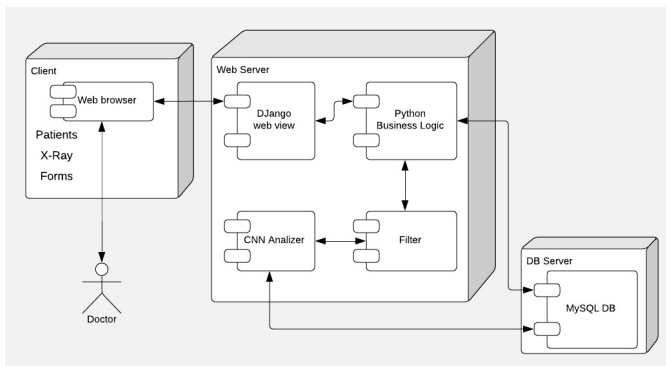 Client
Web browser
Patients
X-Ray
Forms
Doctor
Web Server
DJango
web view
Python
Business Logic
CNN Analizer
Filter
DB Server
MySQL DB